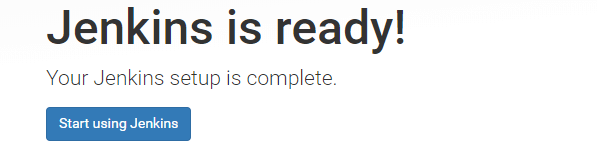 Jenkins is ready!
Your Jenkins setup is complete.
Start using Jenkins